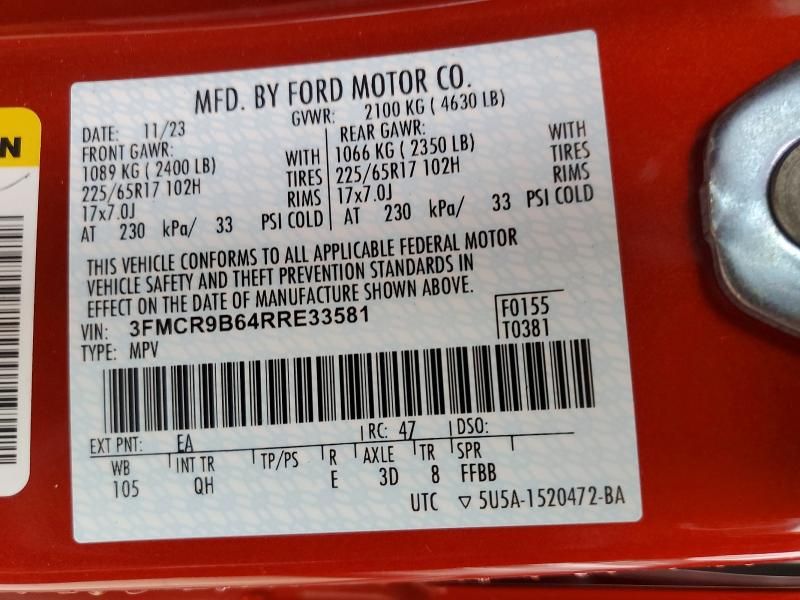 MFD. BY FORD MOTOR CO.
DATE: 11/23 GVWR: 2100 KG ( 4630 LB)
FRONT GAWR: REAR GAWR:
1089 KG ( 2400 LB) WITH 1066 KG ( 2350 LB) WITH
225/65R17 102H TIRES 225/65R17 102H TIRES
17x7.0J RIMS 17x7.0J RIMS
AT 230 kPa/ 33 PSI COLD AT 230 kPa/ 33 PSI COLD
THIS VEHICLE CONFORMS TO ALL APPLICABLE FEDERAL MOTOR
VEHICLE SAFETY AND THEFT PREVENTION STANDARDS IN
EFFECT ON THE DATE OF MANUFACTURE SHOWN ABOVE.
VIN: 3FMCR9B64RRE33581 F0155
TYPE: MPV T0381
EXT PNT: EA RC: 47 DSO:
WB INT TR TP/PS R AXLE TR SPR
105 QH E 3D 8 FFBB
UTC ▽ 5U5A-1520472-BA
N